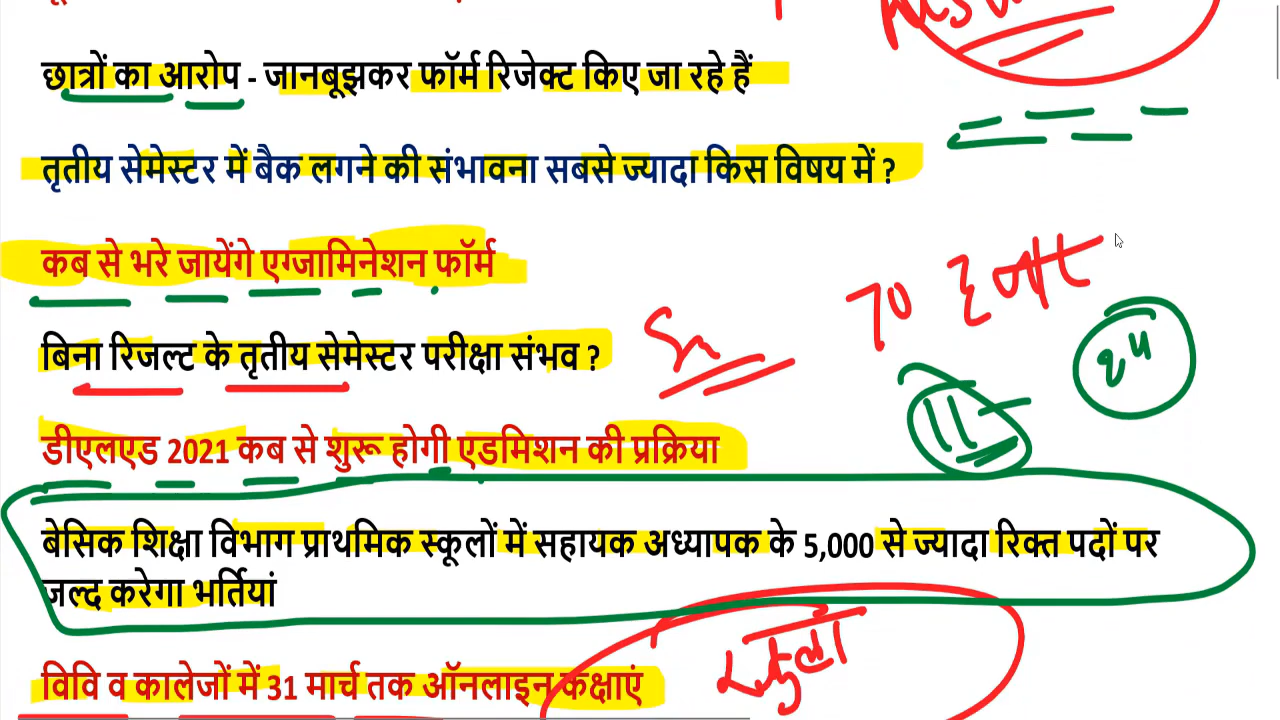 छात्रों का आरोप - जानबूझकर फॉर्म रिजेक्ट किए जा रहे हैं
तृतीय सेमेस्टर में बैक लगने की संभावना सबसे ज्यादा किस विषय में ?
कब से भरे जायेंगे एग्जामिनेशन फॉर्म
70 हजार
बिना रिजल्ट के तृतीय सेमेस्टर परीक्षा संभव ?
डीएलएड 2021 कब से शुरू होगी एडमिशन की प्रक्रिया
बेसिक शिक्षा विभाग प्राथमिक स्कूलों में सहायक अध्यापक के 5,000 से ज्यादा रिक्त पदों पर
जल्द करेगा भर्तियां
विवि व कालेजों में 31 मार्च तक ऑनलाइन कक्षाएं